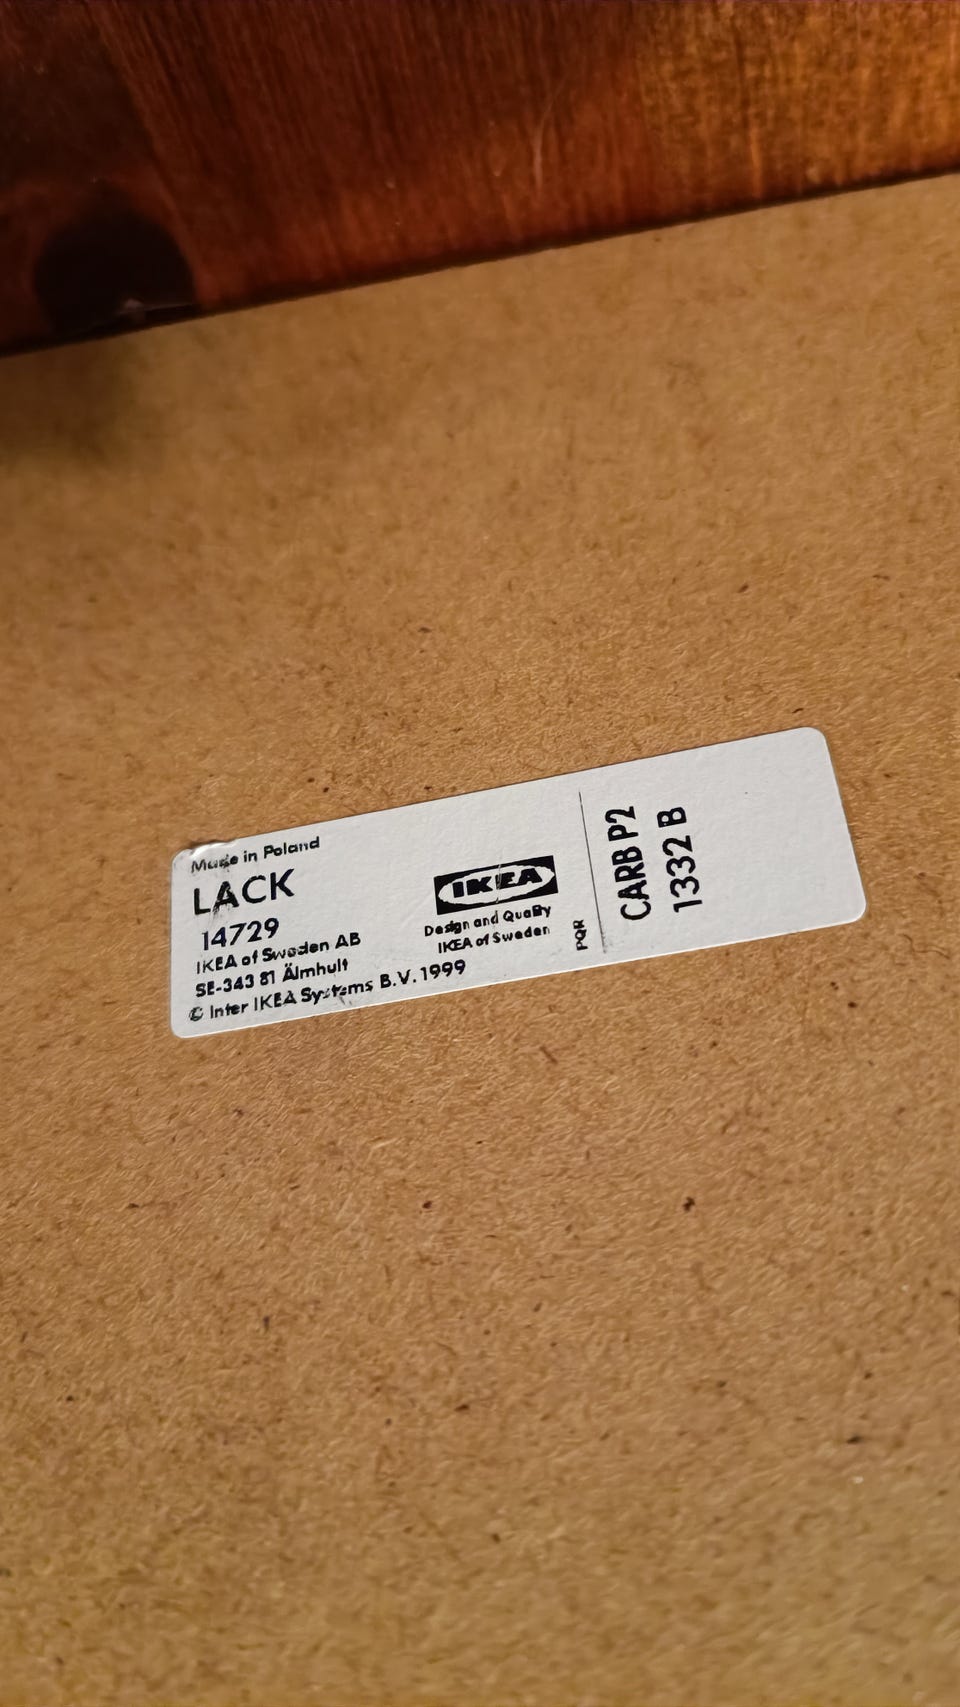 Made in Poland
LACK
14729
IKEA of Sweden AB
SE-343 81 Älmhult
© Inter IKEA Systems B.V. 1999
IKEA
Design and Quality
IKEA of Sweden
PQR
CARB P2
1332 B